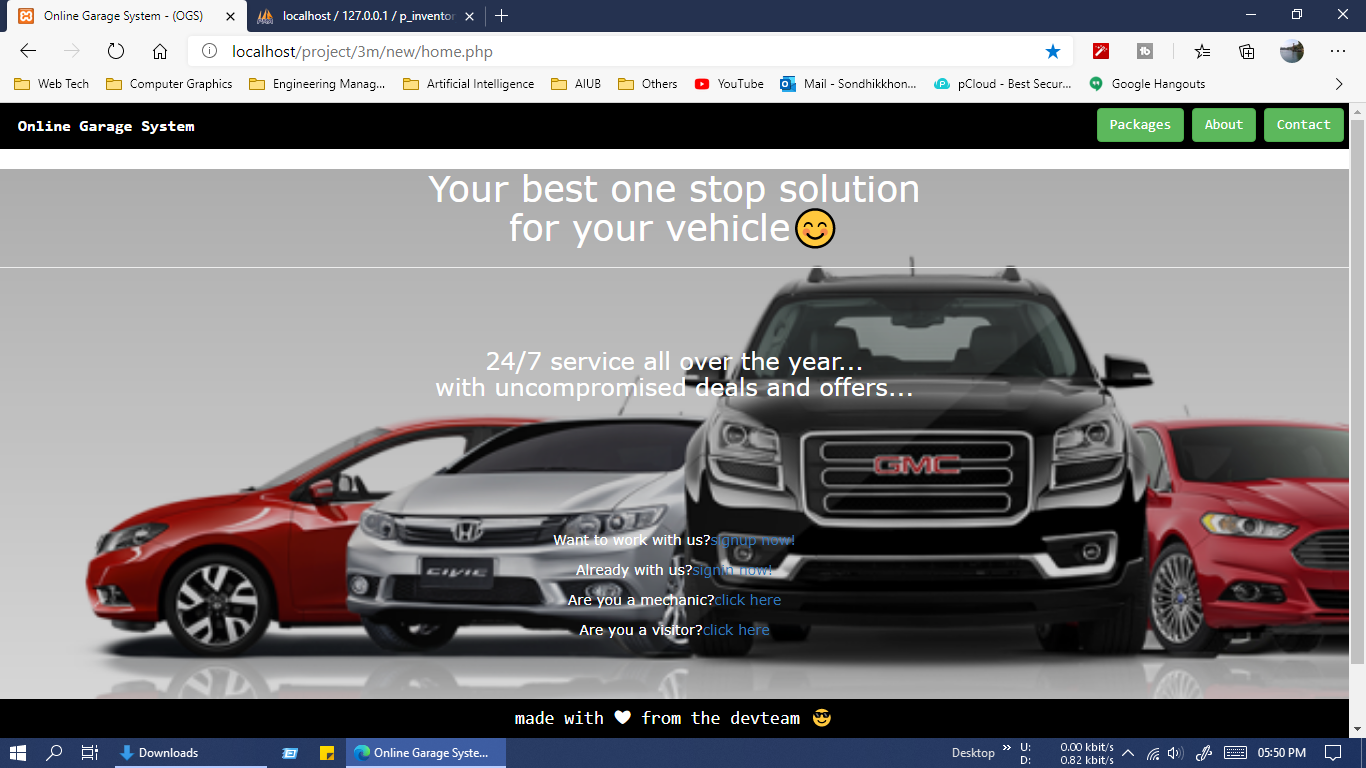 Online Garage System - (OGS)
localhost / 127.0.0.1 / p_inventor
localhost/project/3m/new/home.php
Web Tech
Computer Graphics
Engineering Manag...
Artificial Intelligence
AIUB
Others
YouTube
Mail - Sondhikkhon...
pCloud - Best Secur...
Google Hangouts
Online Garage System
Packages
About
Contact
Your best one stop solution
for your vehicle😊
24/7 service all over the year...
with uncompromised deals and offers...
GMC
CIVIC
Want to work with us?signup now!
Already with us?signin now!
Are you a mechanic?click here
Are you a visitor?click here
made with 🤍 from the devteam 😎
Downloads
Online Garage Syste...
Desktop
U: 0.00 kbit/s
D: 0.82 kbit/s
05:50 PM